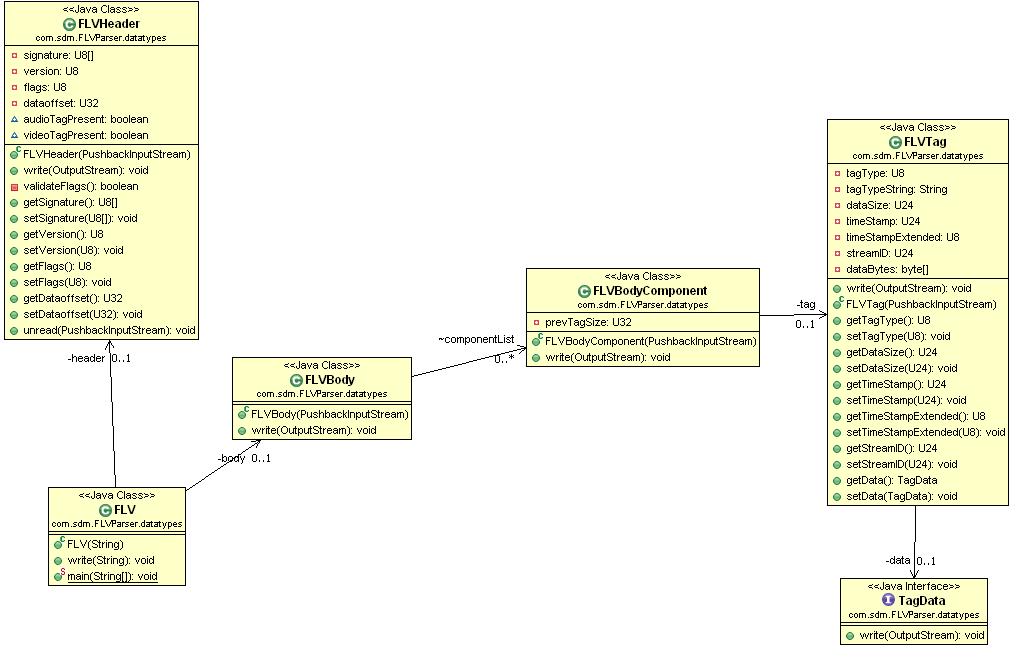 <<Java Class>>
FLVHeader
com.sdm.FLVParser.datatypes
signature: U8[]
version: U8
flags: U8
dataoffset: U32
audioTagPresent: boolean
videoTagPresent: boolean
FLVHeader(PushbackInputStream)
write(OutputStream): void
validateFlags(): boolean
getSignature(): U8[]
setSignature(U8[]): void
getVersion(): U8
setVersion(U8): void
getFlags(): U8
setFlags(U8): void
getDataoffset(): U32
setDataoffset(U32): void
unread(PushbackInputStream): void
-header 0..1
<<Java Class>>
FLV
com.sdm.FLVParser.datatypes
FLV(String)
write(String): void
main(String[]): void
-body 0..1
<<Java Class>>
FLVBody
com.sdm.FLVParser.datatypes
FLVBody(PushbackInputStream)
write(OutputStream): void
~componentList
0..*
<<Java Class>>
FLVBodyComponent
com.sdm.FLVParser.datatypes
prevTagSize: U32
FLVBodyComponent(PushbackInputStream)
write(OutputStream): void
-tag
0..1
<<Java Class>>
FLVTag
com.sdm.FLVParser.datatypes
tagType: U8
tagTypeString: String
dataSize: U24
timeStamp: U24
timeStampExtended: U8
streamID: U24
dataBytes: byte[]
write(OutputStream): void
FLVTag(PushbackInputStream)
getTagType(): U8
setTagType(U8): void
getDataSize(): U24
setDataSize(U24): void
getTimeStamp(): U24
setTimeStamp(U24): void
getTimeStampExtended(): U8
setTimeStampExtended(U8): void
getStreamID(): U24
setStreamID(U24): void
getData(): TagData
setData(TagData): void
-data 0..1
<<Java Interface>>
TagData
com.sdm.FLVParser.datatypes
write(OutputStream): void